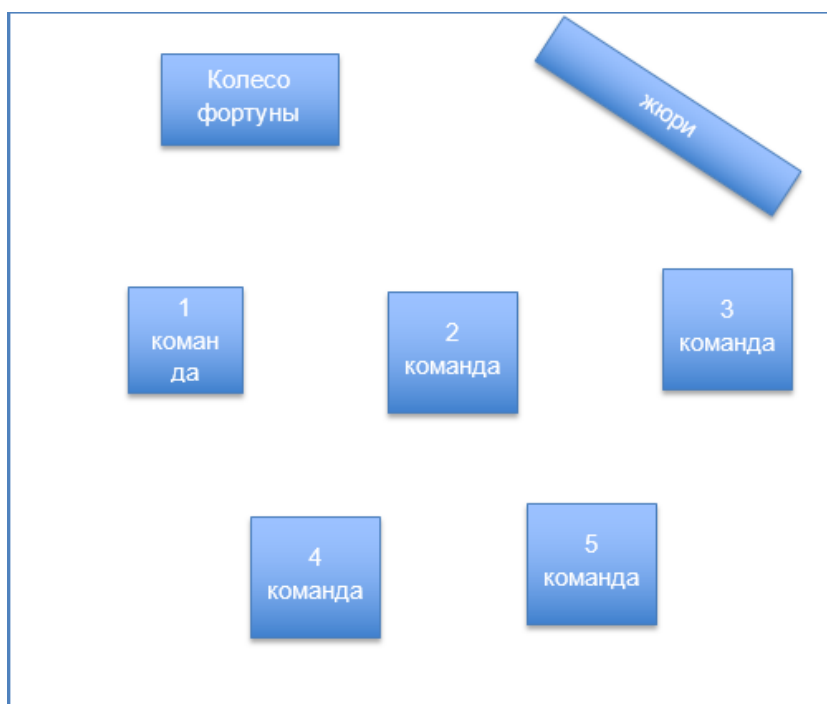 Колесо
фортуны
жюри
1
коман
да
2
команда
3
команда
4
команда
5
команда